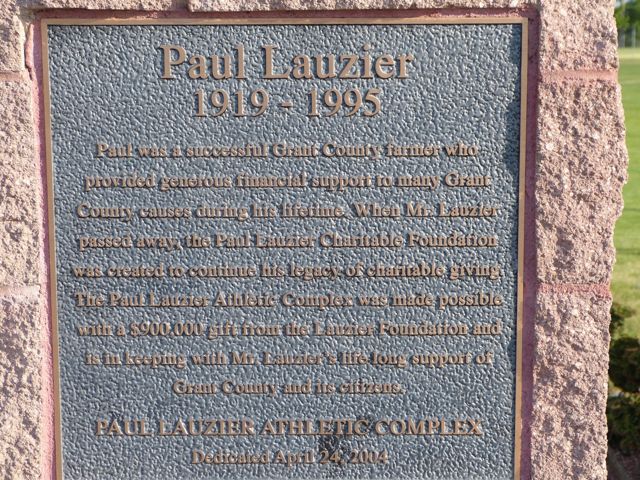 Paul Lauzier
1919 - 1995
Paul was a successful Grant County farmer who
provided generous financial support to many Grant
County causes during his lifetime. When Mr. Lauzier
passed away, the Paul Lauzier Charitable Foundation
was created to continue his legacy of charitable giving.
The Paul Lauzier Athletic Complex was made possible
with a $900,000 gift from the Lauzier Foundation and
is in keeping with Mr. Lauzier's life long support of
Grant County and its citizens.
PAUL LAUZIER ATHLETIC COMPLEX
Dedicated April 24, 2004